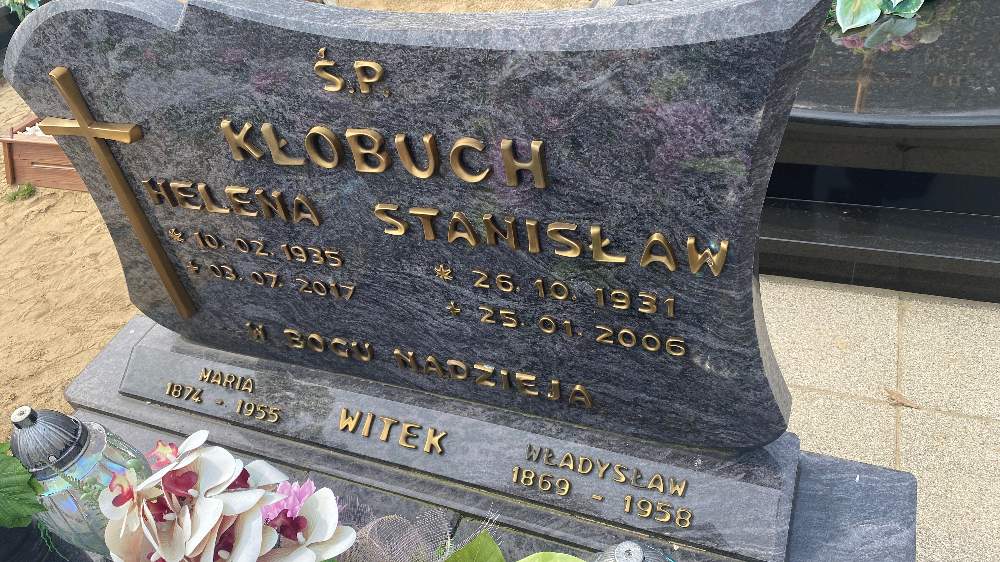 Ś.P.
KŁOBUCH
HELENA
* 10.02.1935
+ 03.07.2017
STANISŁAW
* 26.10.1931
+ 25.01.2006
W BOGU NADZIEJA
MARIA
1874 - 1955
WITEK
WŁADYSŁAW
1869 - 1958